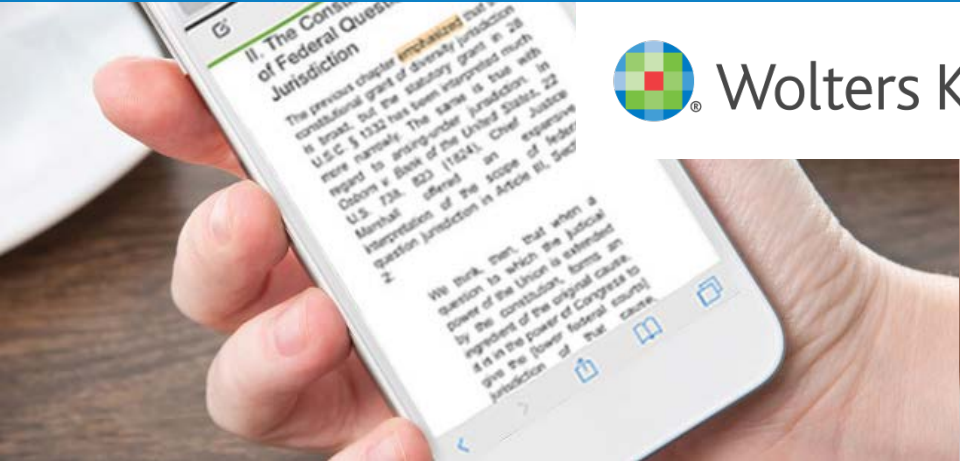 II. The Consti
of Federal Questi
Jurisdiction
The previous chapter emphasized that
constitutional grant of diversity jurisdiction
is broad, but the statutory grant in 28
U.S.C. § 1332 has been interpreted much
more narrowly. The same is true with
regard to arising-under jurisdiction. In
Osborn v. Bank of the United States, 22
U.S. 738, 823 (1824), Chief Justice
Marshall offered an expansive
interpretation of the scope of federal
question jurisdiction in Article III, Sect
2:
We think, then, that when a
question to which the judicial
power of the Union is extended
by the constitution, forms an
ingredient of the original cause,
it is in the power of Congress to
give the [lower federal courts]
jurisdiction of that cause
Wolters K